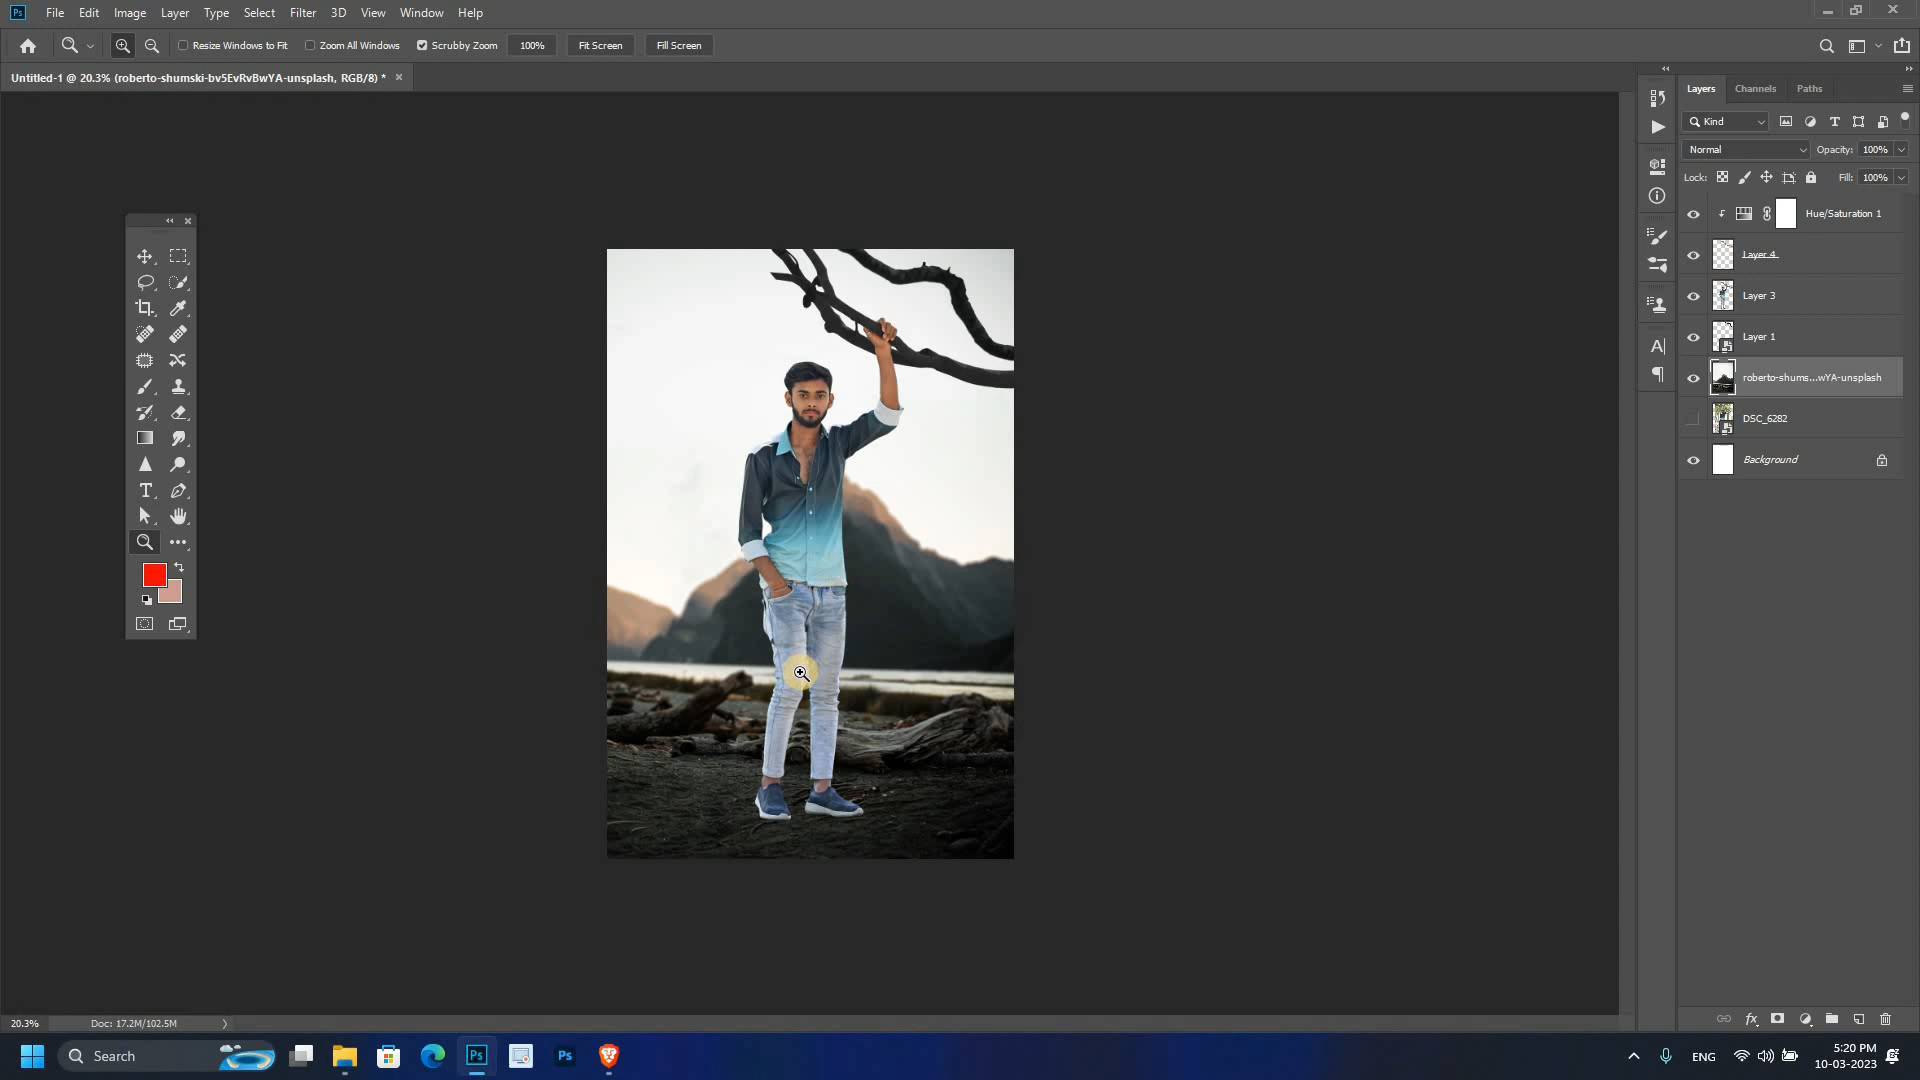 Ps File Edit Image Layer Type Select Filter 3D View Window Help
Resize Windows to Fit Zoom All Windows Scrubby Zoom 100% Fit Screen Fill Screen
Untitled-1 @ 20.3% (roberto-shumski-bv5EvRvBwYA-unsplash, RGB/8) *
Layers Channels Paths
Kind
Normal Opacity: 100%
Lock: Fill: 100%
Hue/Saturation 1
Layer 4
Layer 3
Layer 1
roberto-shums...wYA-unsplash
DSC_6282
Background
20.3% Doc: 17.2M/102.5M
Search
Ps
Ps
ENG
5:20 PM
10-03-2023